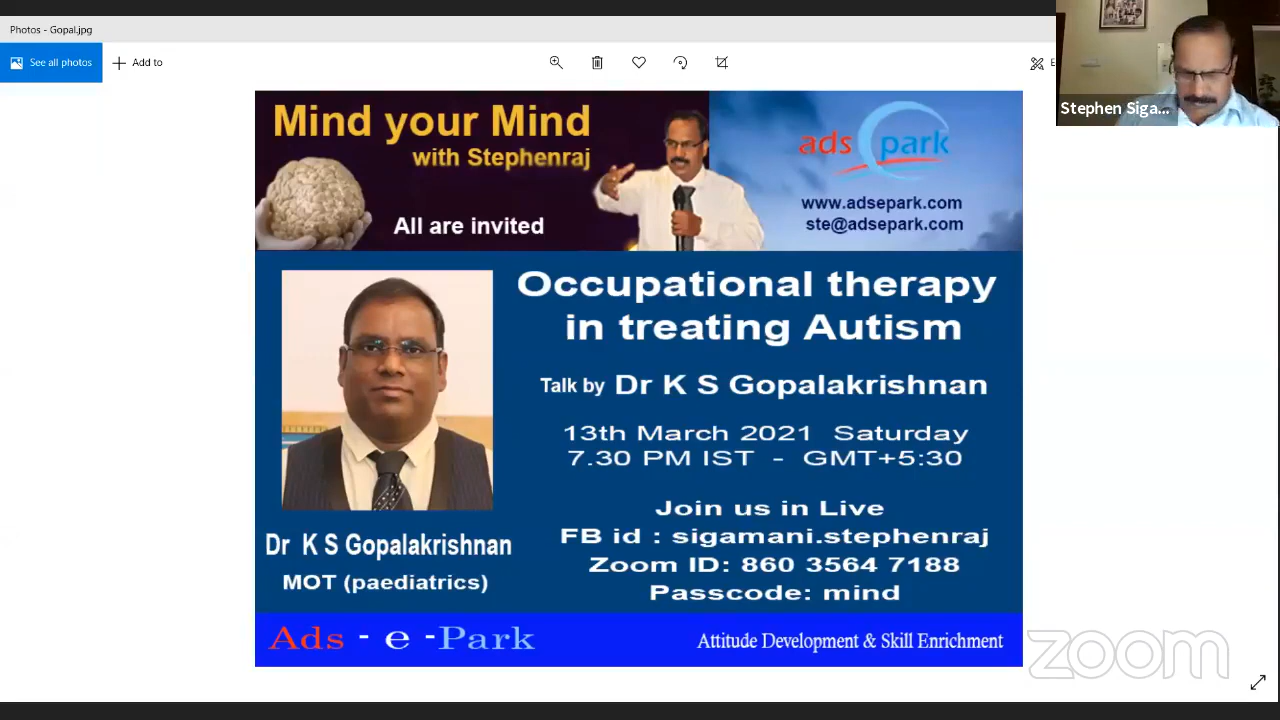 Photos - Gopal.jpg
See all photos
Add to
E
Stephen Siga...
Mind your Mind
with Stephenraj
All are invited
ads park
www.adsepark.com
ste@adsepark.com
Occupational therapy
in treating Autism
Talk by Dr K S Gopalakrishnan
13th March 2021 Saturday
7.30 PM IST - GMT+5:30
Join us in Live
FB id : sigamani.stephenraj
Zoom ID: 860 3564 7188
Passcode: mind
Dr K S Gopalakrishnan
MOT (paediatrics)
Ads - e -Park
Attitude Development & Skill Enrichment
zoom